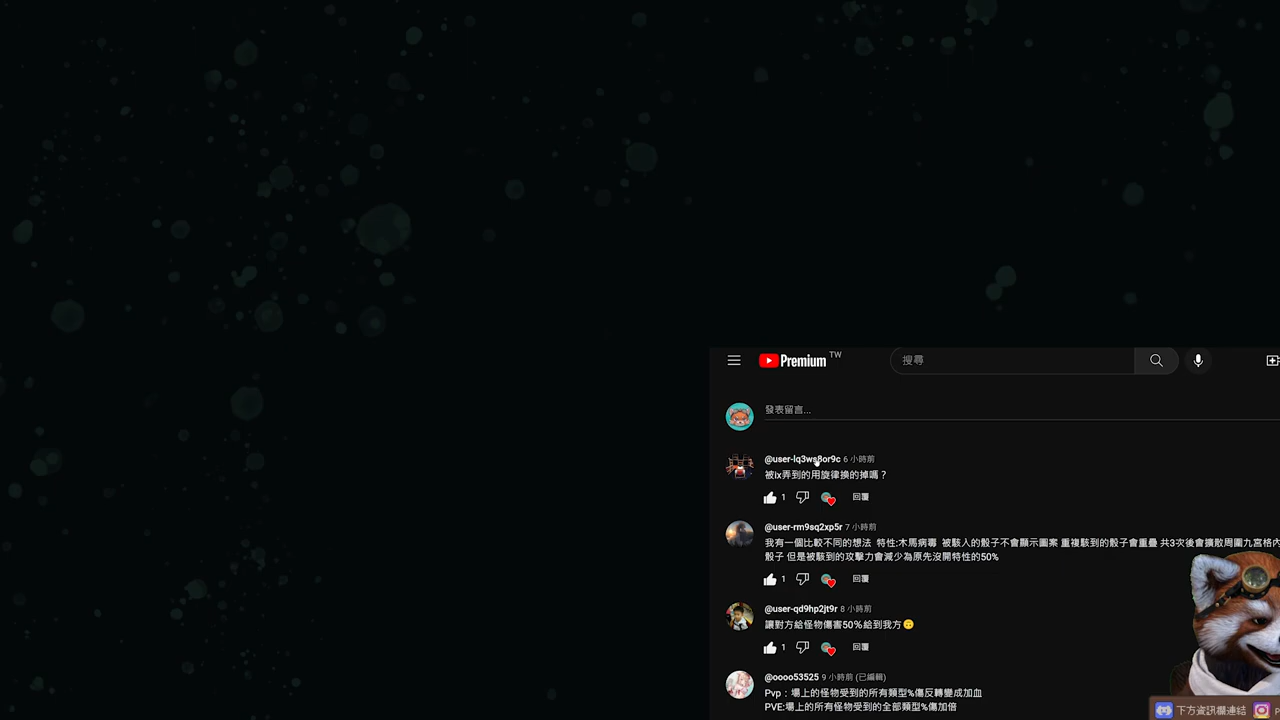 Premium TW
搜尋
發表留言...
@user-lq3ws8or9c 6 小時前
被ix弄到的用旋律換的掉嗎？
1 回覆
@user-rm9sq2xp5r 7 小時前
我有一個比較不同的想法 特性:木馬病毒 被駭人的骰子不會顯示圖案 重複駭到的骰子會重疊 共3次後會擴散周圍九宮格內
骰子 但是被駭到的攻擊力會減少為原先沒開特性的50%
1 回覆
@user-qd9hp2jt9r 8 小時前
讓對方給怪物傷害50%給到我方🙃
1 回覆
@oooo53525 9 小時前 (已編輯)
Pvp：場上的怪物受到的所有類型%傷反轉變成加血
PVE:場上的所有怪物受到的全部類型%傷加倍
下方資訊欄連結